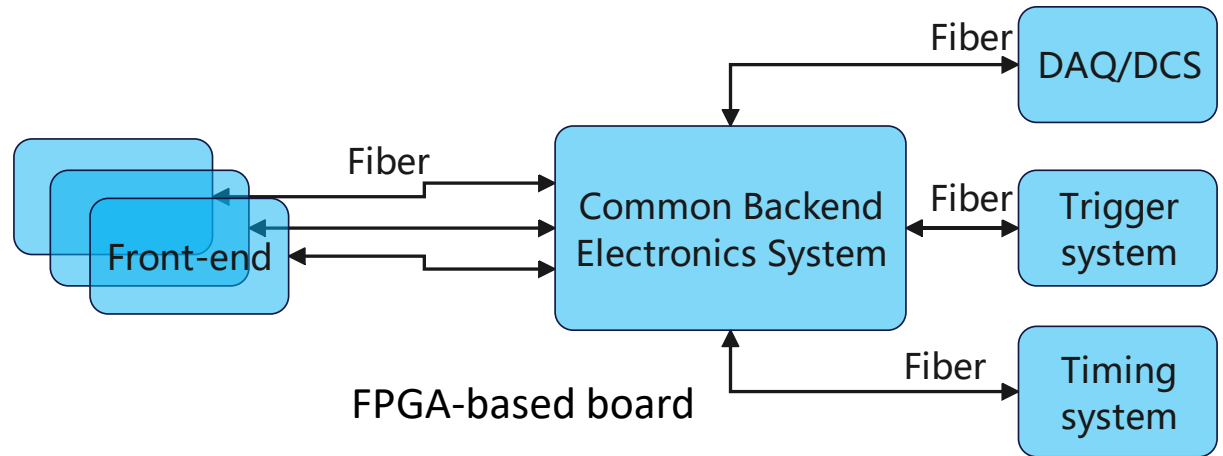 Fiber
DAQ/DCS
Fiber
Front-end
Common Backend
Electronics System
Fiber
Trigger
system
Fiber
Timing
system
FPGA-based board